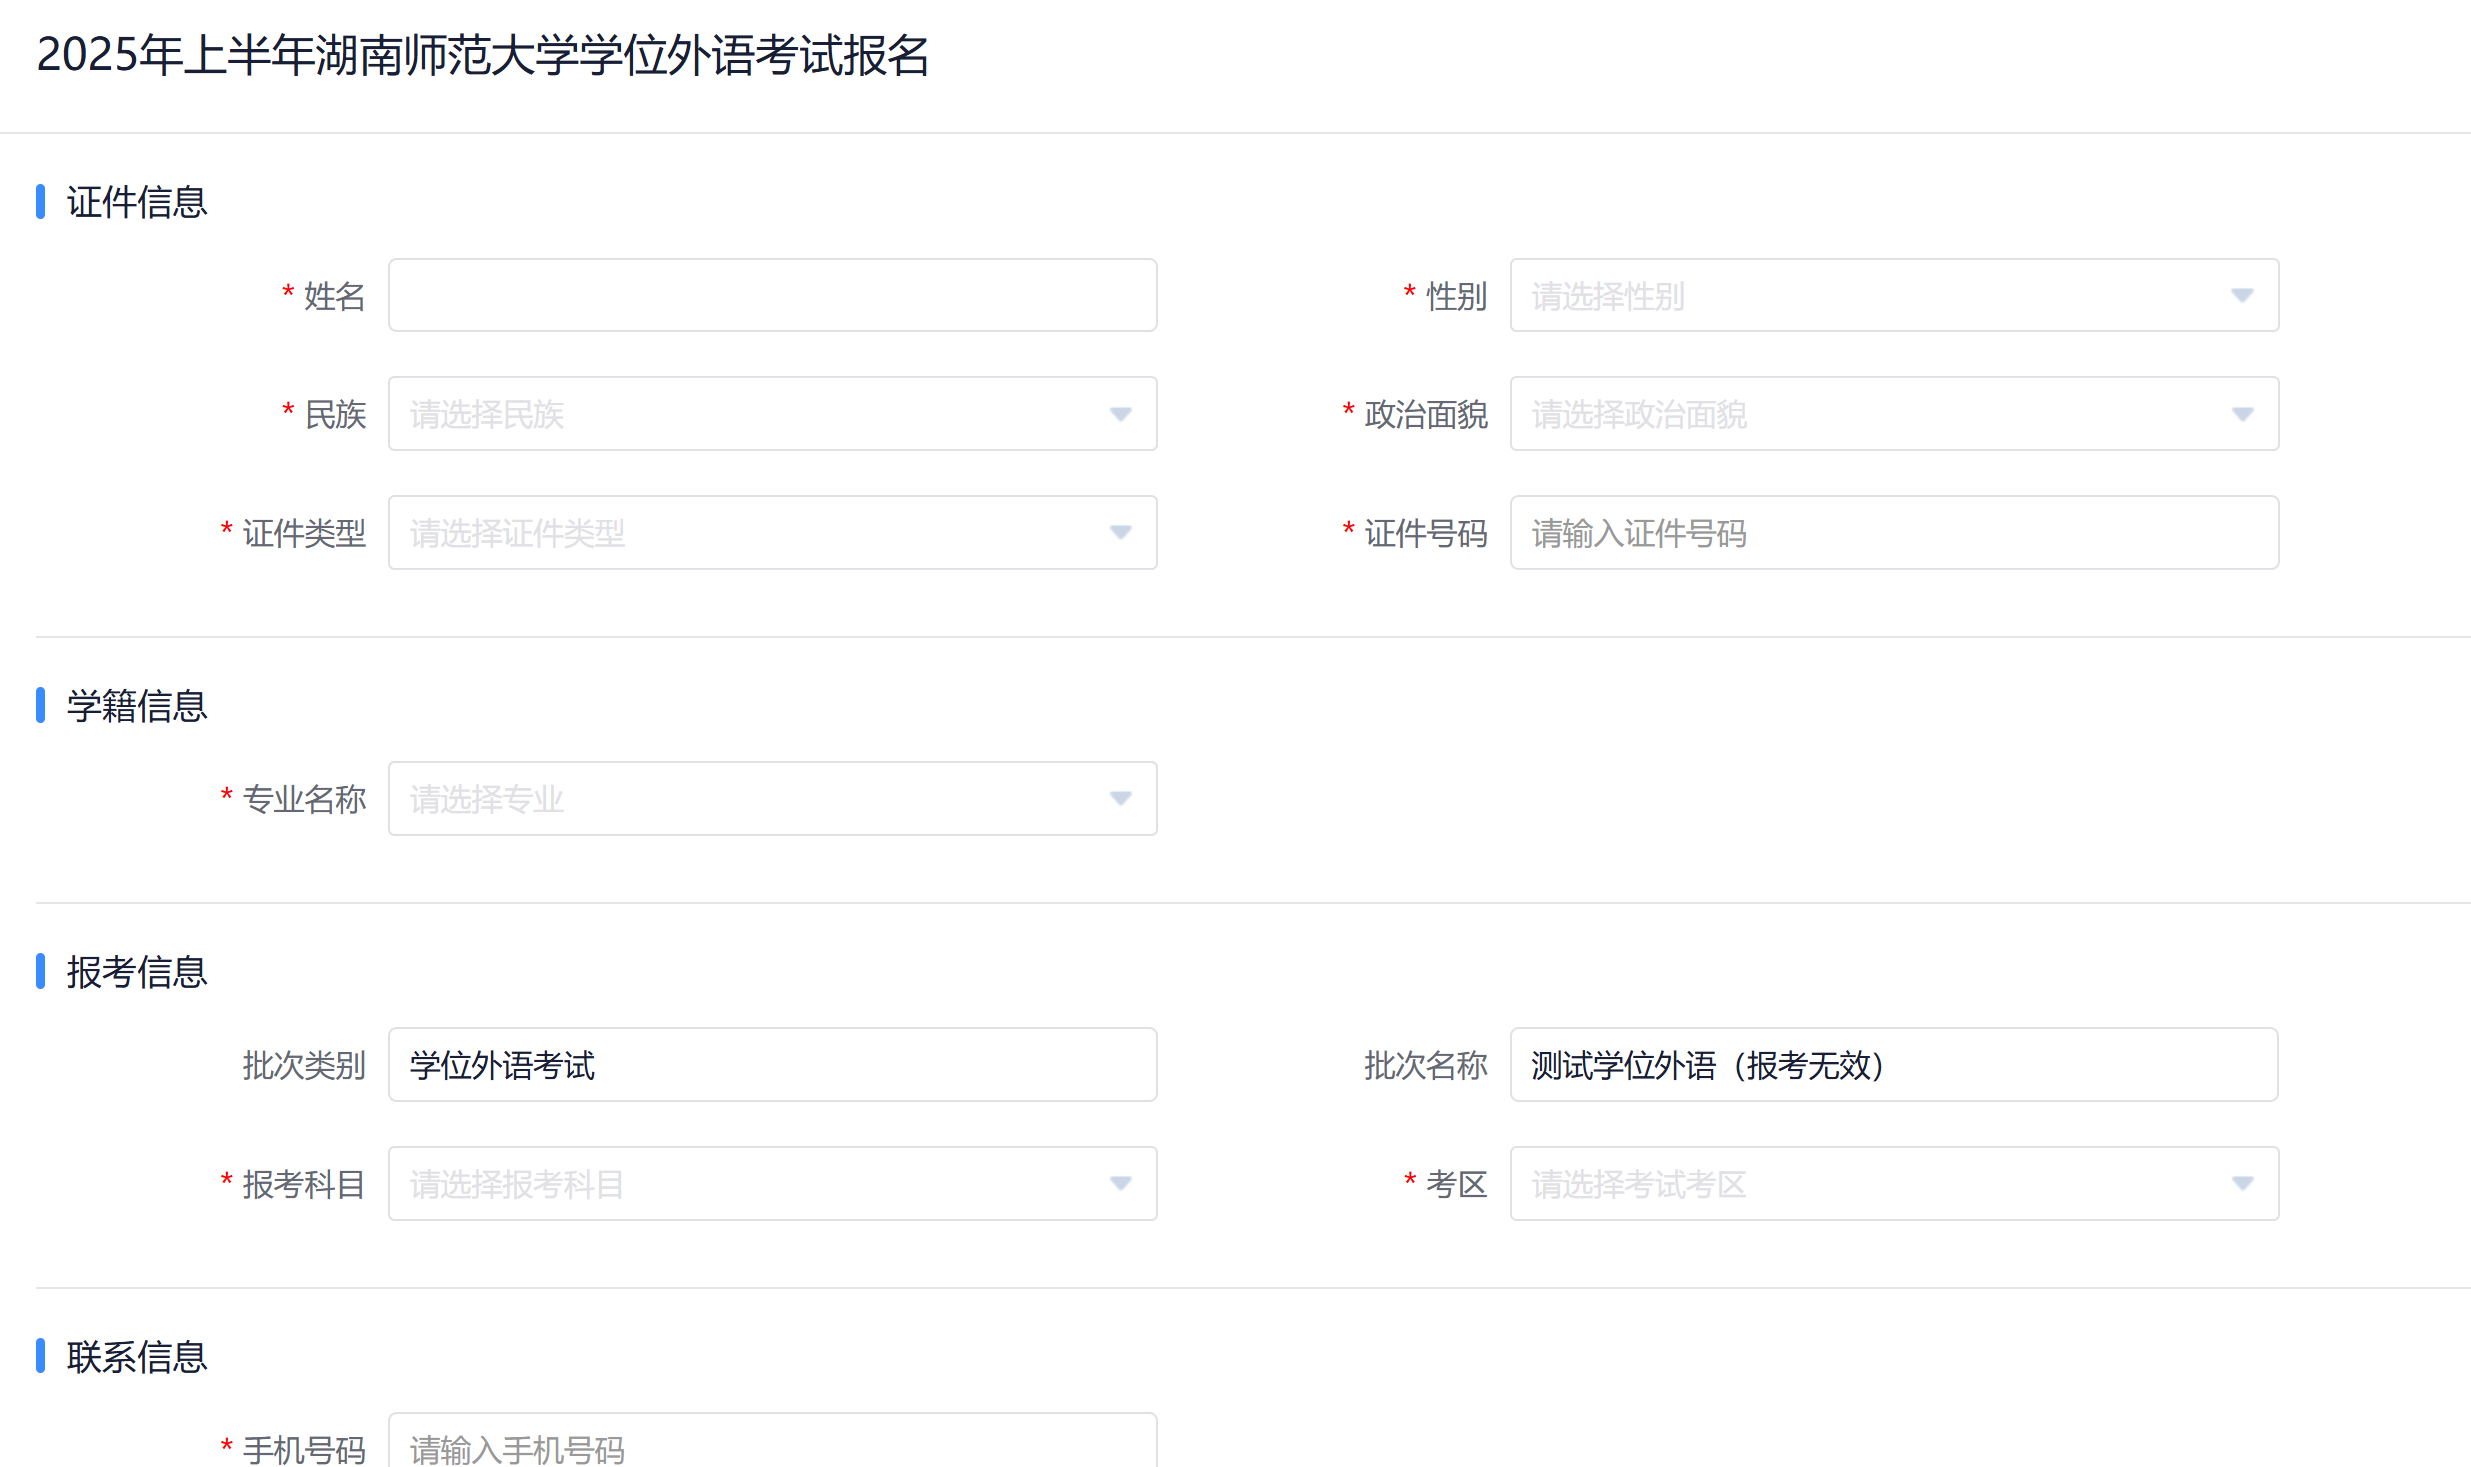 2025年上半年湖南师范大学学位外语考试报名
证件信息
* 姓名
* 性别 请选择性别
* 民族 请选择民族
* 政治面貌 请选择政治面貌
* 证件类型 请选择证件类型
* 证件号码 请输入证件号码
学籍信息
* 专业名称 请选择专业
报考信息
批次类别 学位外语考试
批次名称 测试学位外语（报考无效）
* 报考科目 请选择报考科目
* 考区 请选择考试考区
联系信息
* 手机号码 请输入手机号码